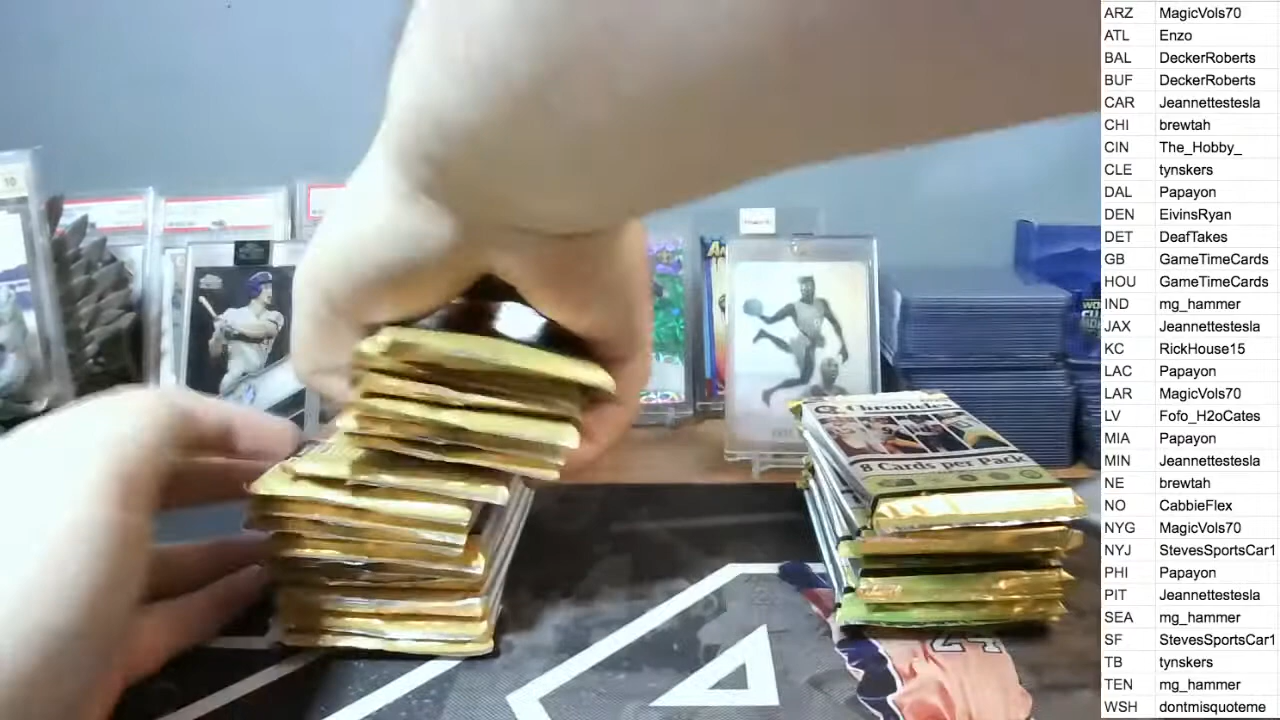 10
Chronicles
8 Cards per Pack
24
ARZ MagicVols70
ATL Enzo
BAL DeckerRoberts
BUF DeckerRoberts
CAR Jeannettestesla
CHI brewtah
CIN The_Hobby_
CLE tynskers
DAL Papayon
DEN EivinsRyan
DET DeafTakes
GB GameTimeCards
HOU GameTimeCards
IND mg_hammer
JAX Jeannettestesla
KC RickHouse15
LAC Papayon
LAR MagicVols70
LV Fofo_H2oCates
MIA Papayon
MIN Jeannettestesla
NE brewtah
NO CabbieFlex
NYG MagicVols70
NYJ StevesSportsCar1
PHI Papayon
PIT Jeannettestesla
SEA mg_hammer
SF StevesSportsCar1
TB tynskers
TEN mg_hammer
WSH dontmisquoteme